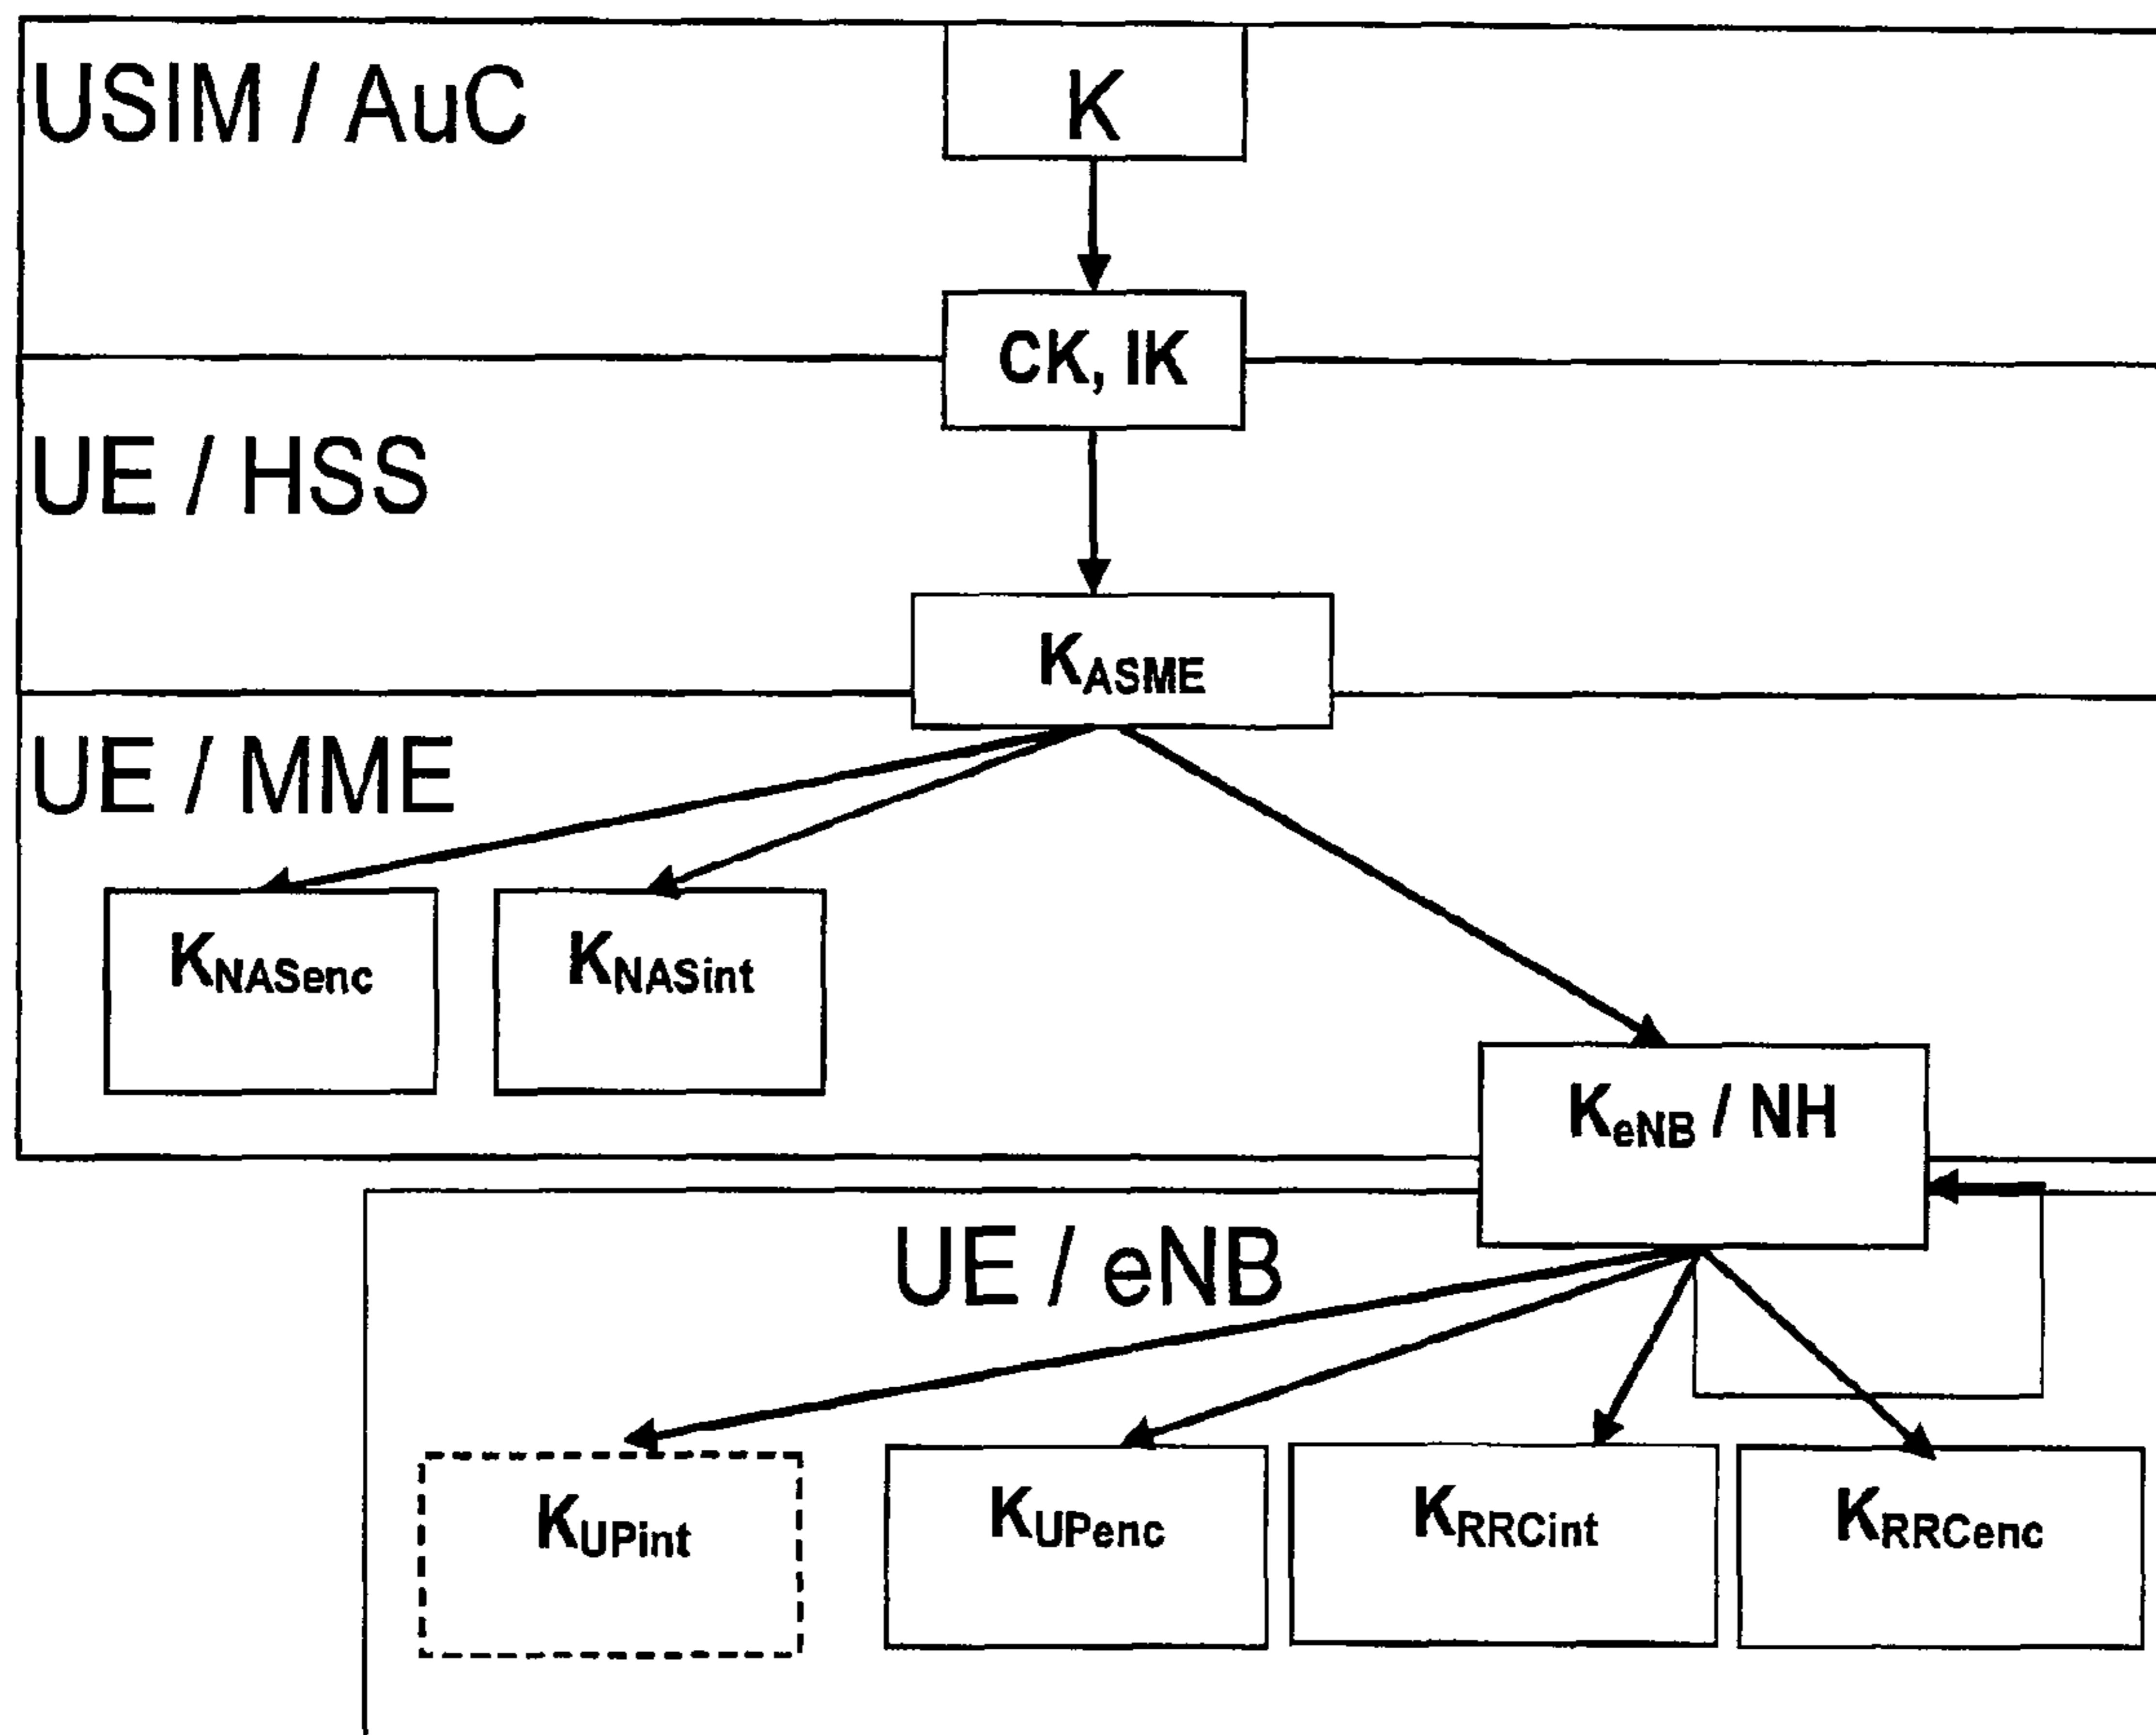 USIM / AuC
K
CK, IK
UE / HSS
KASME
UE / MME
KNASenc
KNASint
KeNB / NH
UE / eNB
KUPint
KUPenc
KRRCint
KRRCenc